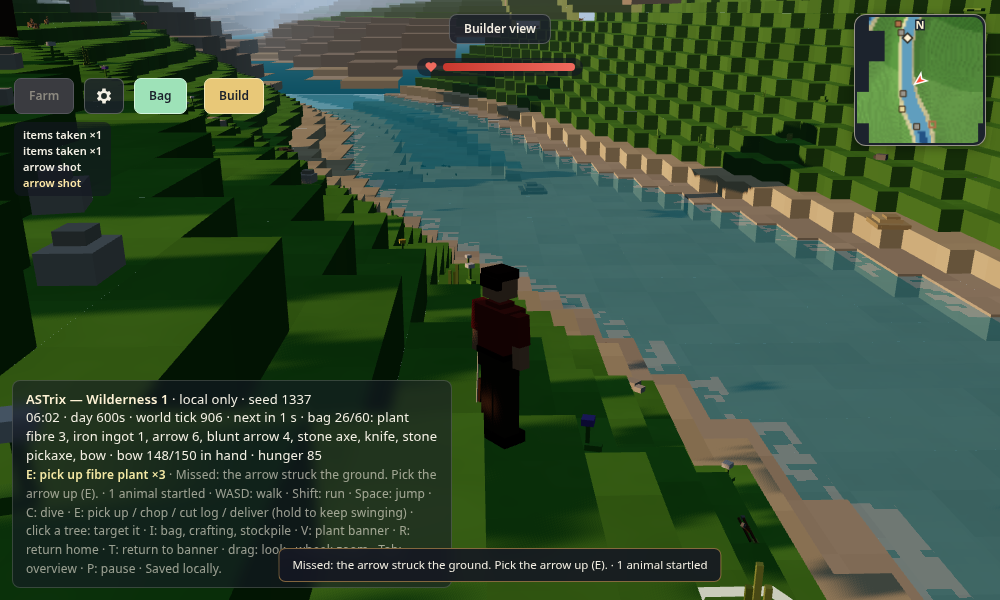 Builder view
N
Farm
Bag
Build
items taken ×1
items taken ×1
arrow shot
arrow shot
ASTrix — Wilderness 1 · local only · seed 1337
06:02 · day 600s · world tick 906 · next in 1 s · bag 26/60: plant
fibre 3, iron ingot 1, arrow 6, blunt arrow 4, stone axe, knife, stone
pickaxe, bow · bow 148/150 in hand · hunger 85
E: pick up fibre plant ×3 · Missed: the arrow struck the ground. Pick the
arrow up (E). · 1 animal startled · WASD: walk · Shift: run · Space: jump ·
C: dive · E: pick up / chop / cut log / deliver (hold to keep swinging) ·
click a tree: target it · I: bag, crafting, stockpile · V: plant banner · R:
return home · T: return to banner · drag: look
overview · P: pause · Saved locally.
Missed: the arrow struck the ground. Pick the arrow up (E). · 1 animal startled